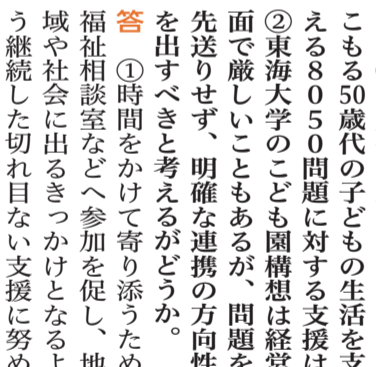 こもる50歳代の子どもの生活を支
える8050問題に対する支援は
②東海大学のこども園構想は経営
面で厳しいこともあるが、問題を
先送りせず、明確な連携の方向性
を出すべきと考えるがどうか。
答 ①時間をかけて寄り添うため
福祉相談室などへ参加を促し、地
域や社会に出るきっかけとなるよ
う継続した切れ目ない支援に努め